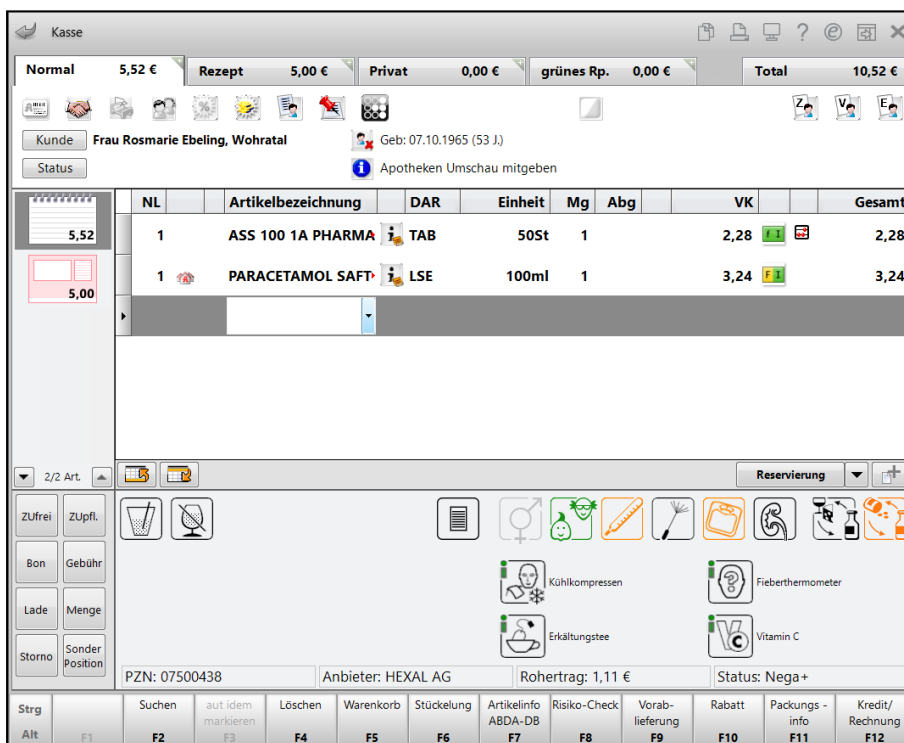 Kasse
Normal 5,52 € Rezept 5,00 € Privat 0,00 € grünes Rp. 0,00 € Total 10,52 €
Kunde Frau Rosmarie Ebeling, Wohratal Geb: 07.10.1965 (53 J.)
Status Apotheken Umschau mitgeben
NL Artikelbezeichnung DAR Einheit Mg Abg VK Gesamt
5,52
1 ASS 100 1A PHARMA TAB 50St 1 2,28 f I 2,28
1 PARACETAMOL SAFT LSE 100ml 1 3,24 F I 3,24
5,00
2/2 Art. Reservierung
ZUfrei ZUpfl.
Bon Gebühr
Kühlkompressen Fieberthermometer
Lade Menge
Erkältungstee Vitamin C
Storno Sonder Position
PZN: 07500438 Anbieter: HEXAL AG Rohertrag: 1,11 € Status: Nega+
Strg Suchen aut idem Löschen Warenkorb Stückelung Artikelinfo Risiko-Check Vorab- Rabatt Packungs - Kredit/
markieren ABDA-DB lieferung info Rechnung
Alt F1 F2 F3 F4 F5 F6 F7 F8 F9 F10 F11 F12